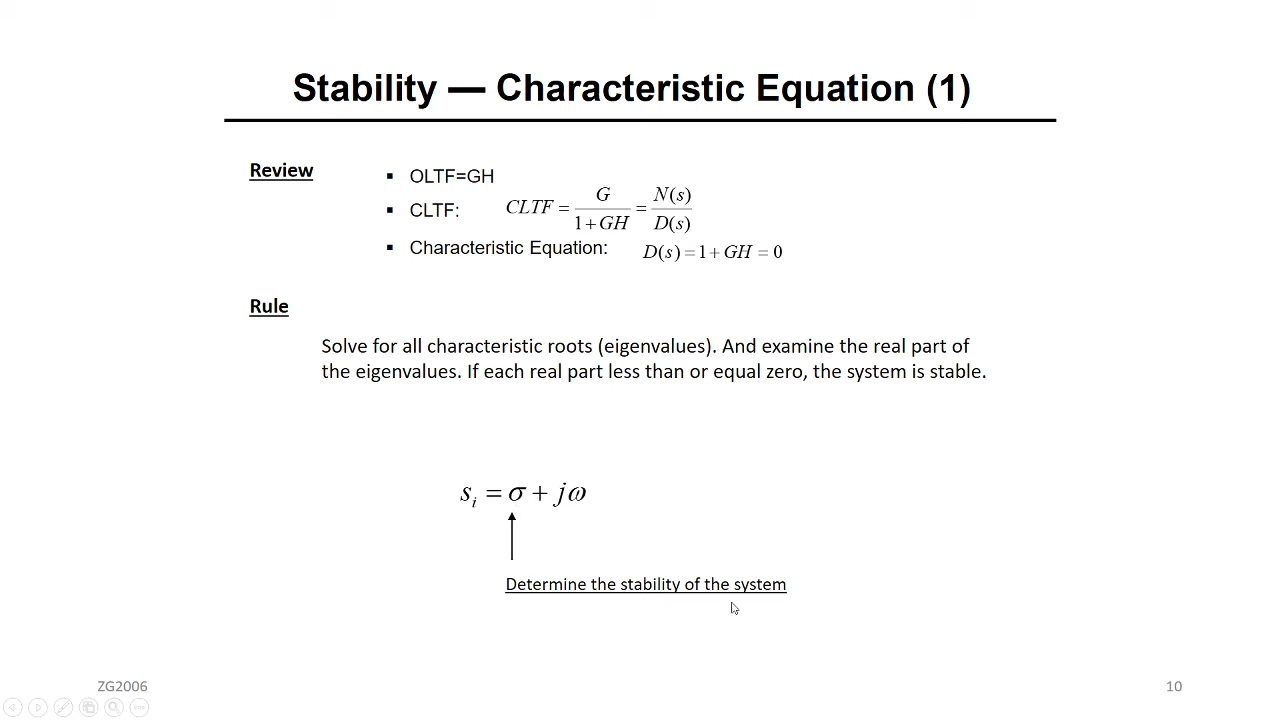 Stability — Characteristic Equation (1)
Review
▪ OLTF=GH
▪ CLTF: CLTF = G / (1+GH) = N(s) / D(s)
▪ Characteristic Equation: D(s) = 1+ GH = 0
Rule
Solve for all characteristic roots (eigenvalues). And examine the real part of
the eigenvalues. If each real part less than or equal zero, the system is stable.
sᵢ = σ + jω
Determine the stability of the system
ZG2006
10